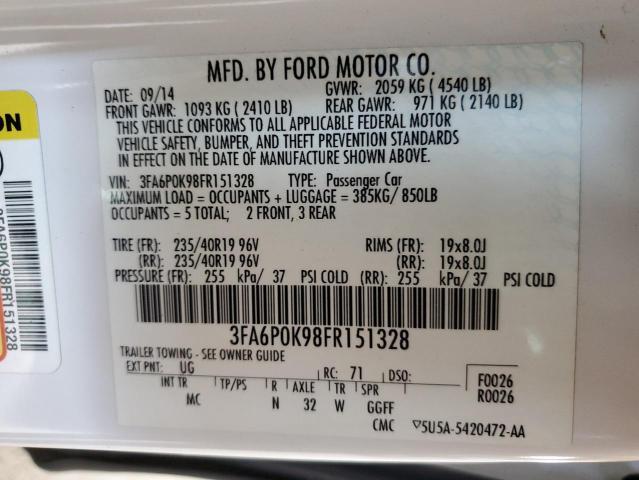 MFD. BY FORD MOTOR CO.
DATE: 09/14 GVWR: 2059 KG ( 4540 LB)
FRONT GAWR: 1093 KG ( 2410 LB) REAR GAWR: 971 KG ( 2140 LB)
THIS VEHICLE CONFORMS TO ALL APPLICABLE FEDERAL MOTOR
VEHICLE SAFETY, BUMPER, AND THEFT PREVENTION STANDARDS
IN EFFECT ON THE DATE OF MANUFACTURE SHOWN ABOVE.
VIN: 3FA6P0K98FR151328 TYPE: Passenger Car
MAXIMUM LOAD = OCCUPANTS + LUGGAGE = 385KG/ 850LB
OCCUPANTS = 5 TOTAL; 2 FRONT, 3 REAR
TIRE (FR): 235/40R19 96V RIMS (FR): 19x8.0J
(RR): 235/40R19 96V (RR): 19x8.0J
PRESSURE (FR): 255 kPa/ 37 PSI COLD (RR): 255 kPa/ 37 PSI COLD
3FA6P0K98FR151328
TRAILER TOWING - SEE OWNER GUIDE
EXT PNT: UG RC: 71 DSO:
F0026
R0026
INT TR TP/PS R AXLE TR SPR
MC N 32 W GGFF
CMC ▽5U5A-5420472-AA
ON
3FA6P0K98FR151328